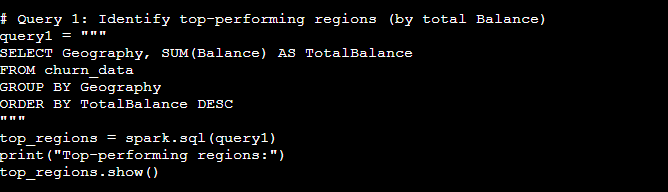 # Query 1: Identify top-performing regions (by total Balance)
query1 = """
SELECT Geography, SUM(Balance) AS TotalBalance
FROM churn_data
GROUP BY Geography
ORDER BY TotalBalance DESC
"""
top_regions = spark.sql(query1)
print("Top-performing regions:")
top_regions.show()